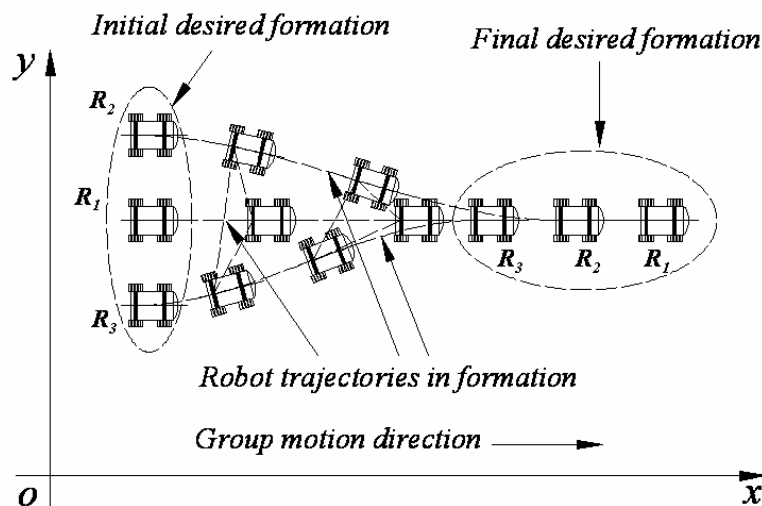 Initial desired formation
Final desired formation
y
R2
R1
R3
R3
R2
R1
Robot trajectories in formation
Group motion direction
O
x